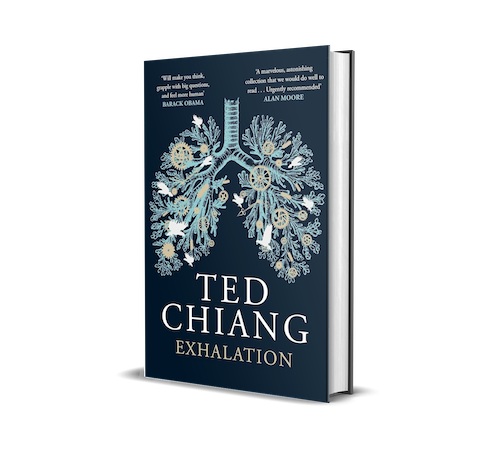 'Will make you think,
grapple with big questions,
and feel more human'
BARACK OBAMA
'A marvelous, astonishing
collection that we would do well to
read . . . Urgently recommended'
ALAN MOORE
TED
CHIANG
EXHALATION